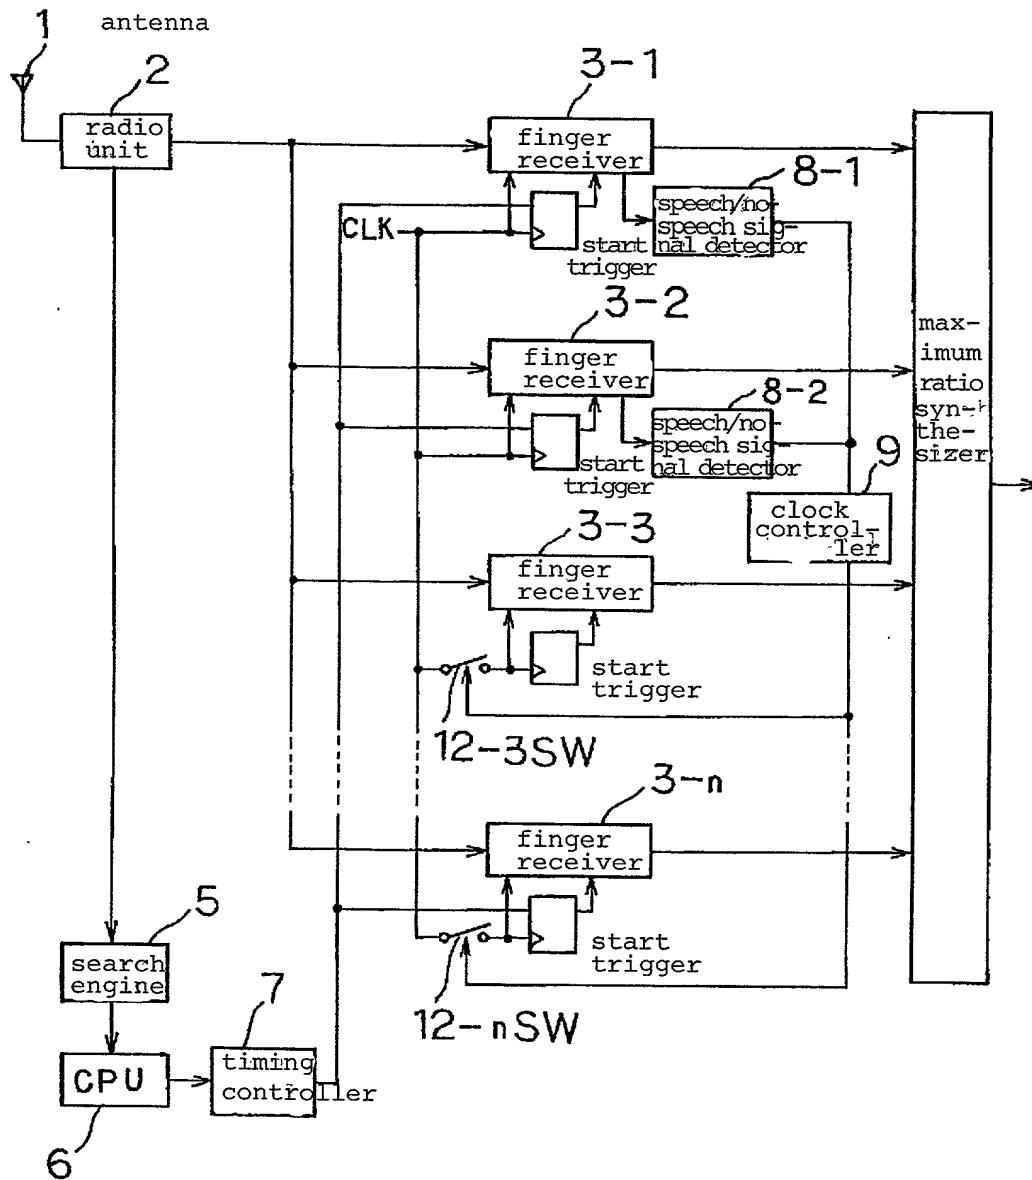 1
antenna
2
radio
unit
3-1
finger
receiver
8-1
speech/no-
speech sig-
nal detector
CLK
start
trigger
3-2
finger
receiver
8-2
speech/no-
speech sig-
nal detector
start
trigger
max-
imum
ratio
syn-
the-
sizer
9
clock
control-
ler
3-3
finger
receiver
start
trigger
12-3SW
3-n
finger
receiver
start
trigger
12-nSW
5
search
engine
7
timing
controller
CPU
6